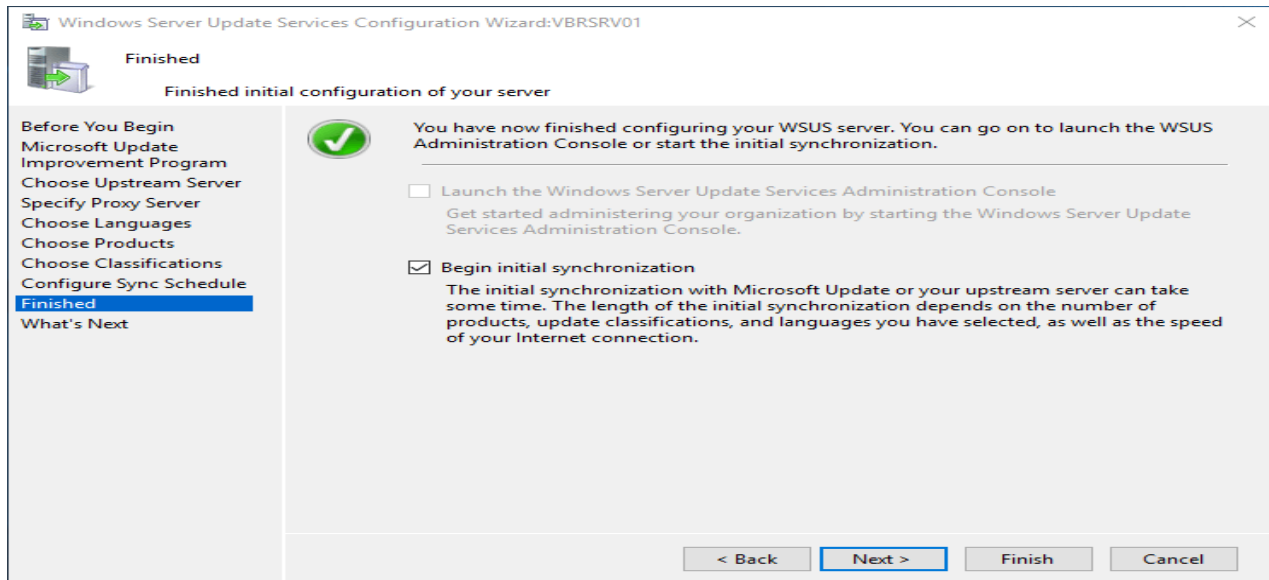 Windows Server Update Services Configuration Wizard:VBRSRV01
Finished
Finished initial configuration of your server
Before You Begin
Microsoft Update
Improvement Program
Choose Upstream Server
Specify Proxy Server
Choose Languages
Choose Products
Choose Classifications
Configure Sync Schedule
Finished
What's Next
You have now finished configuring your WSUS server. You can go on to launch the WSUS
Administration Console or start the initial synchronization.
Launch the Windows Server Update Services Administration Console
Get started administering your organization by starting the Windows Server Update
Services Administration Console.
Begin initial synchronization
The initial synchronization with Microsoft Update or your upstream server can take
some time. The length of the initial synchronization depends on the number of
products, update classifications, and languages you have selected, as well as the speed
of your Internet connection.
< Back
Next >
Finish
Cancel